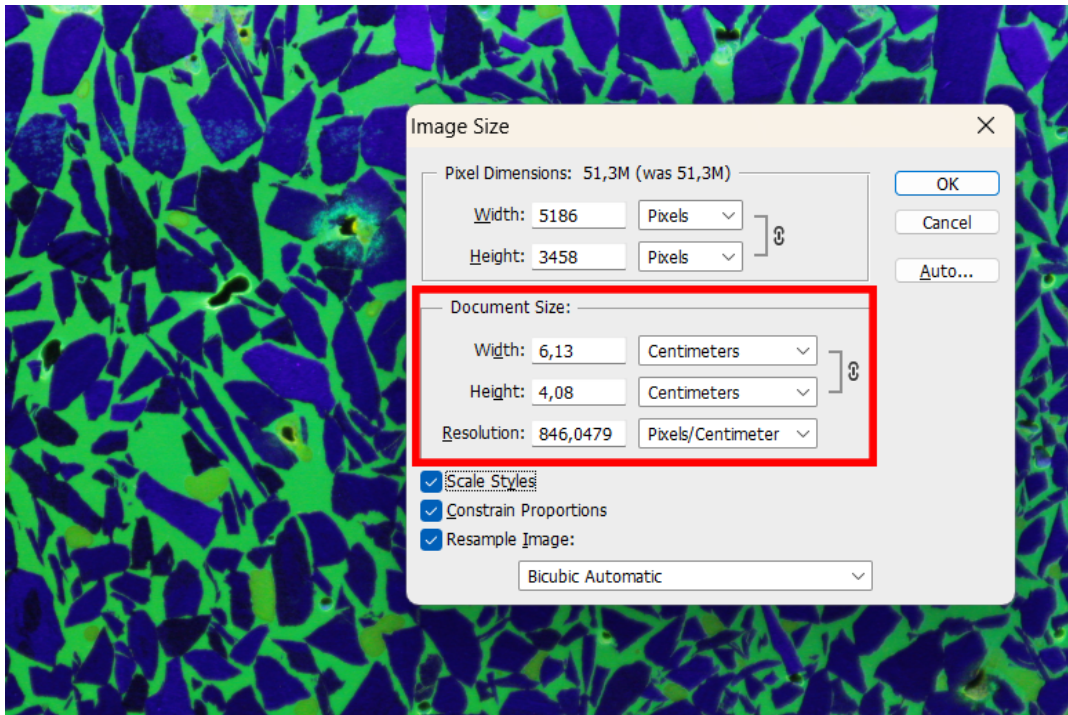 Image Size
Pixel Dimensions: 51,3M (was 51,3M)
OK
Width: 5186 Pixels
Cancel
Height: 3458 Pixels
Auto...
Document Size:
Width: 6,13 Centimeters
Height: 4,08 Centimeters
Resolution: 846,0479 Pixels/Centimeter
Scale Styles
Constrain Proportions
Resample Image:
Bicubic Automatic